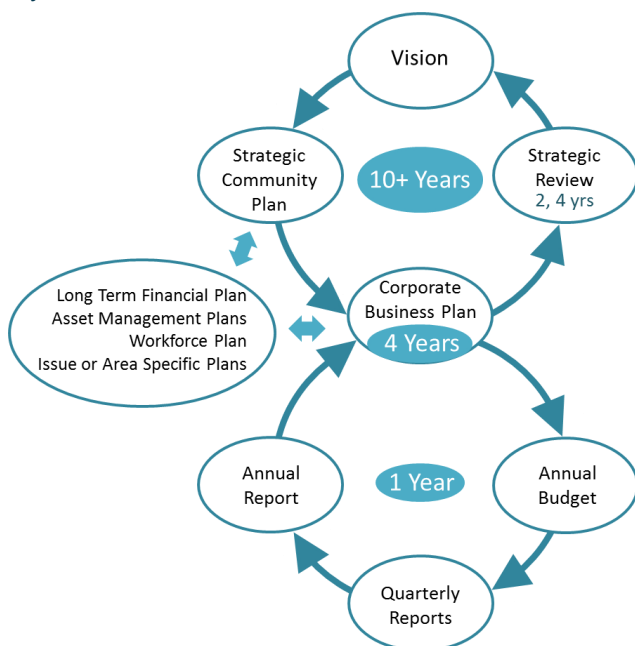 Vision
Strategic
Community
Plan
10+ Years
Strategic
Review
2, 4 yrs
Long Term Financial Plan
Asset Management Plans
Workforce Plan
Issue or Area Specific Plans
Corporate
Business Plan
4 Years
Annual
Report
1 Year
Annual
Budget
Quarterly
Reports